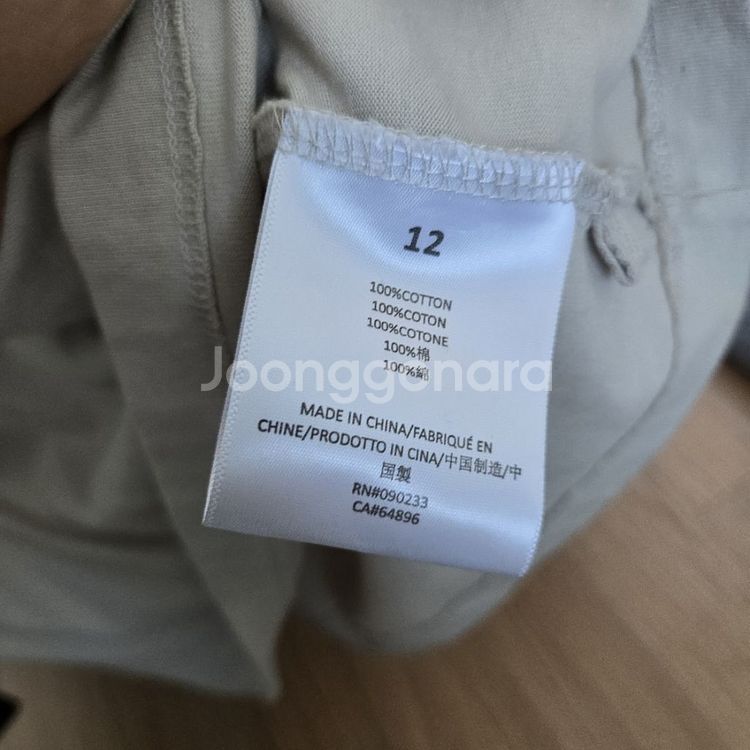 12
100%COTTON
100%COTON
100%COTONE
100%棉
100%綿
Joonggonara
MADE IN CHINA/FABRIQUÉ EN
CHINE/PRODOTTO IN CINA/中国制造/中
国製
RN#090233
CA#64896